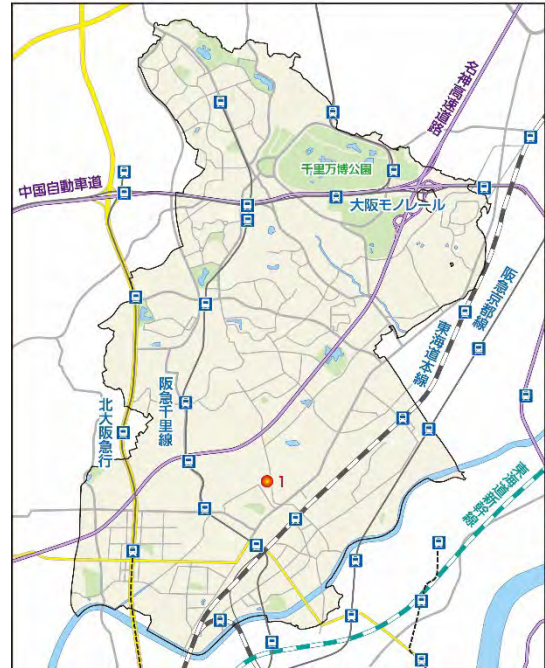 名神高速道路
千里万博公園
中国自動車道
大阪モノレール
阪急京都線
東海道本線
阪急千里線
北大阪急行
1
東海道新幹線